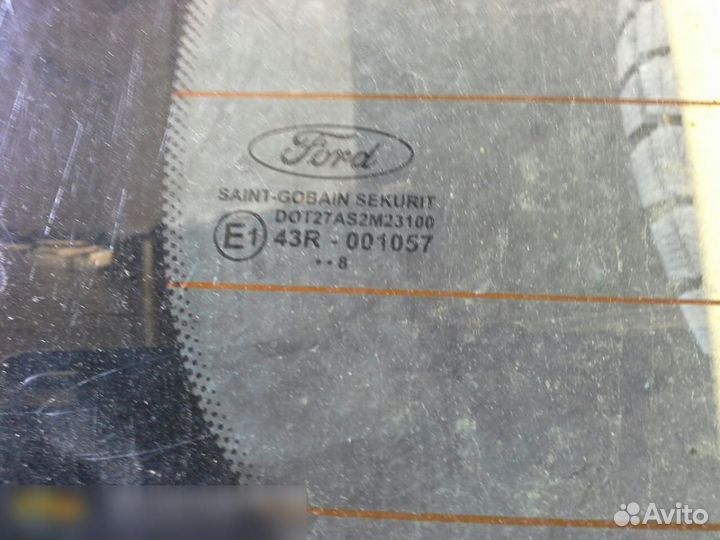 Ford
SAINT-GOBAIN SEKURIT
DOT27AS2M23100
E1 43R - 001057
••8
Avito